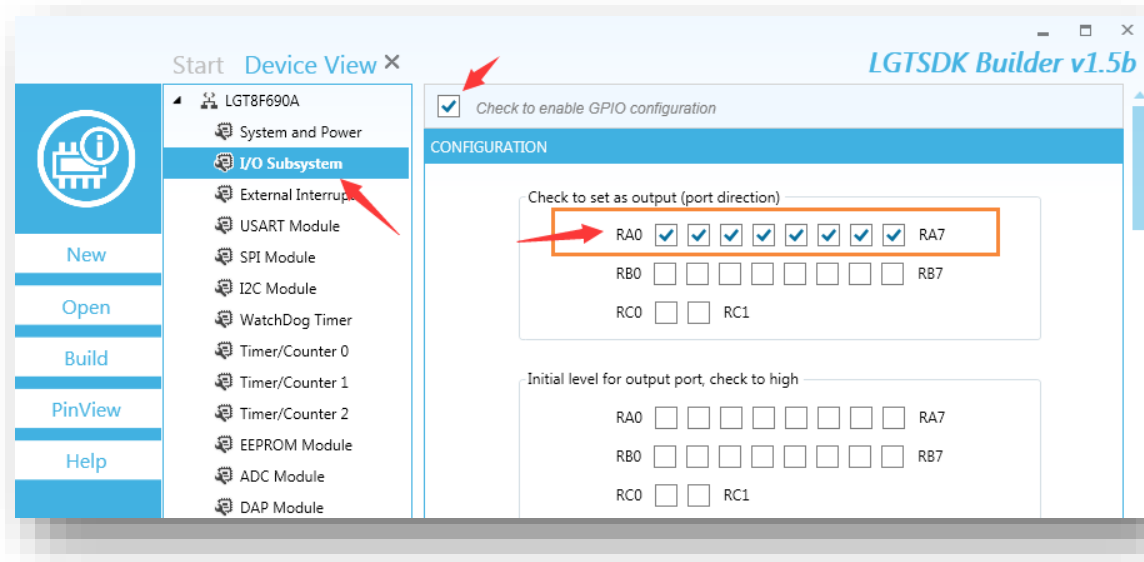 Start Device View ×
LGTSDK Builder v1.5b
LGT8F690A
System and Power
I/O Subsystem
External Interrup
USART Module
SPI Module
I2C Module
WatchDog Timer
Timer/Counter 0
Timer/Counter 1
Timer/Counter 2
EEPROM Module
ADC Module
DAP Module
New
Open
Build
PinView
Help
Check to enable GPIO configuration
CONFIGURATION
Check to set as output (port direction)
RA0 RA7
RB0 RB7
RC0 RC1
Initial level for output port, check to high
RA0 RA7
RB0 RB7
RC0 RC1